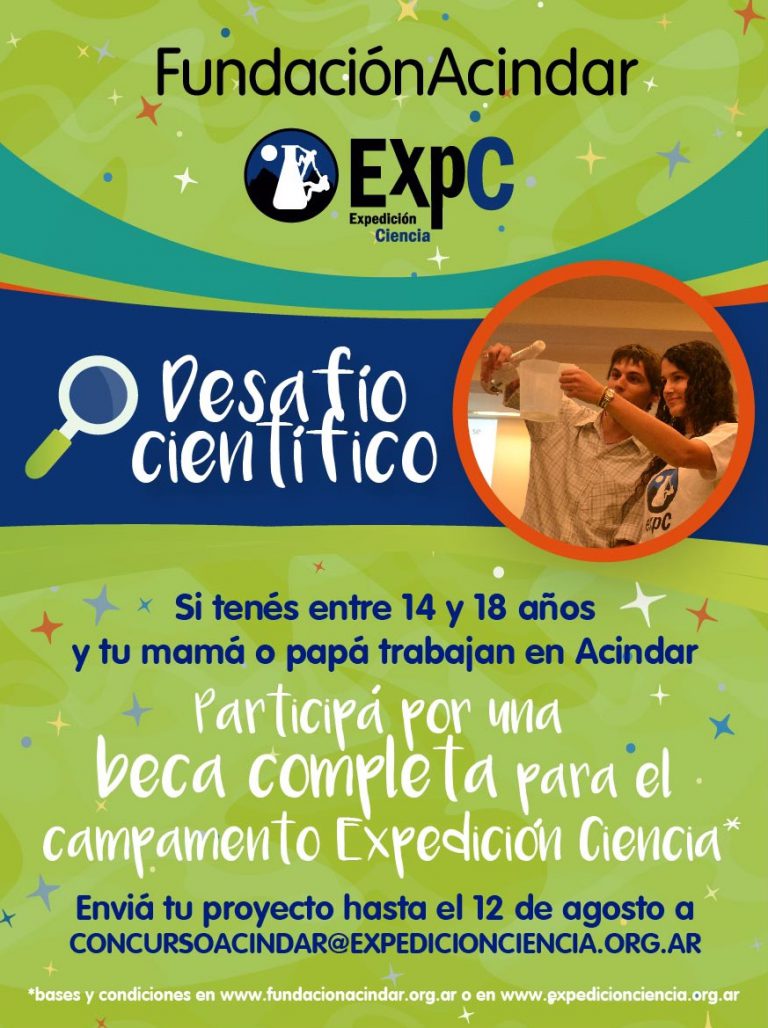 FundaciónAcindar
EXpC
Expedición
Ciencia
Desafío
científico
expc
Si tenés entre 14 y 18 años
y tu mamá o papá trabajan en Acindar
Participá por una
beca completa para el
campamento Expedición Ciencia*
Enviá tu proyecto hasta el 12 de agosto a
CONCURSOACINDAR@EXPEDICIONCIENCIA.ORG.AR
*bases y condiciones en www.fundacionacindar.org.ar o en www.expedicionciencia.org.ar